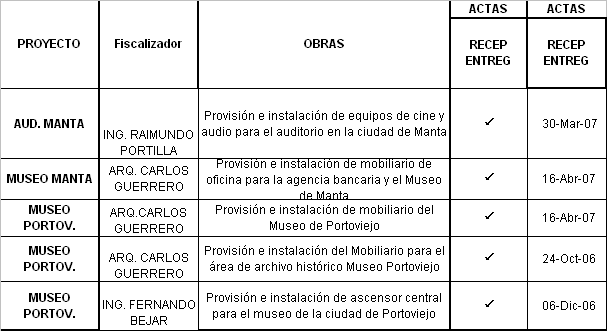 ACTAS ACTAS
PROYECTO Fiscalizador OBRAS RECEP ENTREG RECEP ENTREG
AUD. MANTA
ING. RAIMUNDO
PORTILLA
Provisión e instalación de equipos de cine y
audio para el auditorio en la ciudad de Manta
✓
30-Mar-07
MUSEO MANTA
ARQ. CARLOS
GUERRERO
Provisión e instalación de mobiliario de
oficina para la agencia bancaria y el Museo
de Manta
✓
16-Abr-07
MUSEO
PORTOV.
ARQ.CARLOS
GUERRERO
Provisión e instalación de mobiliario del
Museo de Portoviejo
✓
16-Abr-07
MUSEO
PORTOV.
ARQ. CARLOS
GUERRERO
Provisión e instalación del Mobiliario para el
área de archivo histórico Museo Portoviejo
✓
24-Oct-06
MUSEO
PORTOV.
ING. FERNANDO
BEJAR
Provisión e instalación de ascensor central
para el museo de la ciudad de Portoviejo
✓
06-Dic-06